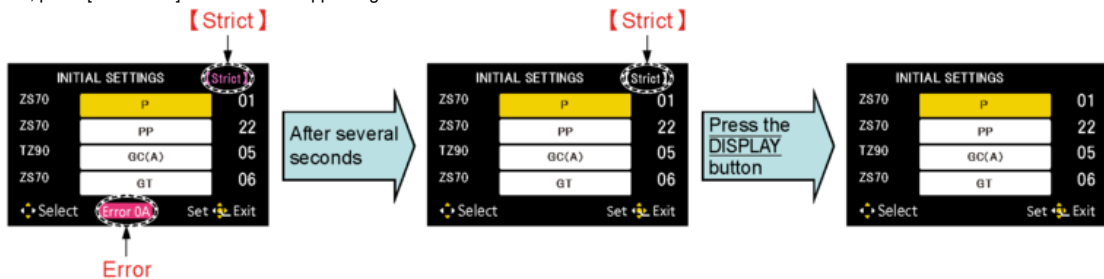 【Strict】
INITIAL SETTINGS 【Strict】
ZS70 P 01
ZS70 PP 22
TZ90 GC(A) 05
ZS70 GT 06
Select Error 0A Set Exit
Error
After several
seconds
【Strict】
INITIAL SETTINGS 【Strict】
ZS70 P 01
ZS70 PP 22
TZ90 GC(A) 05
ZS70 GT 06
Select Set Exit
Press the
DISPLAY
button
INITIAL SETTINGS
ZS70 P 01
ZS70 PP 22
TZ90 GC(A) 05
ZS70 GT 06
Select Set Exit